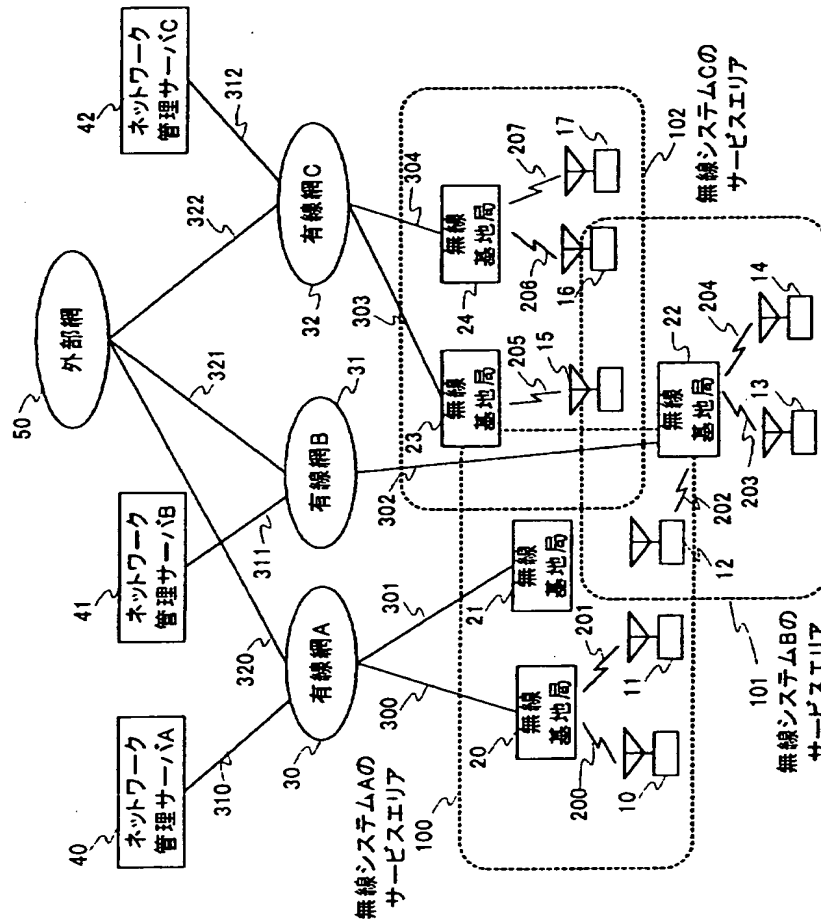 50
外部網
40
ネットワーク
管理サーバA
41
ネットワーク
管理サーバB
42
ネットワーク
管理サーバC
310
320
311
321
322
312
有線網A
30
有線網B
31
有線網C
32
300
301
302
303
304
無線システムAの
サービスエリア
100
無線
基地局
20
無線
基地局
21
無線
基地局
23
無線
基地局
24
無線
基地局
22
200
201
202
203
204
205
206
207
10
11
12
13
14
15
16
17
102
無線システムCの
サービスエリア
101
無線システムBの
サービスエリア